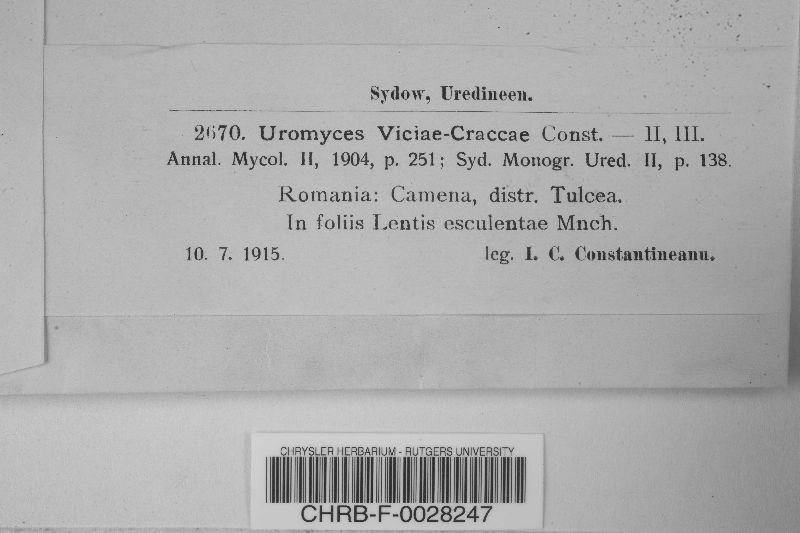 Sydow, Uredineen.
2670. Uromyces Viciae-Craccae Const. — II, III.
Annal. Mycol. II, 1904, p. 251; Syd. Monogr. Ured. II, p. 138.
Romania: Camena, distr. Tulcea.
In foliis Lentis esculentae Mnch.
10. 7. 1915. leg. I. C. Constantineanu.
CHRYSLER HERBARIUM - RUTGERS UNIVERSITY
CHRB-F-0028247